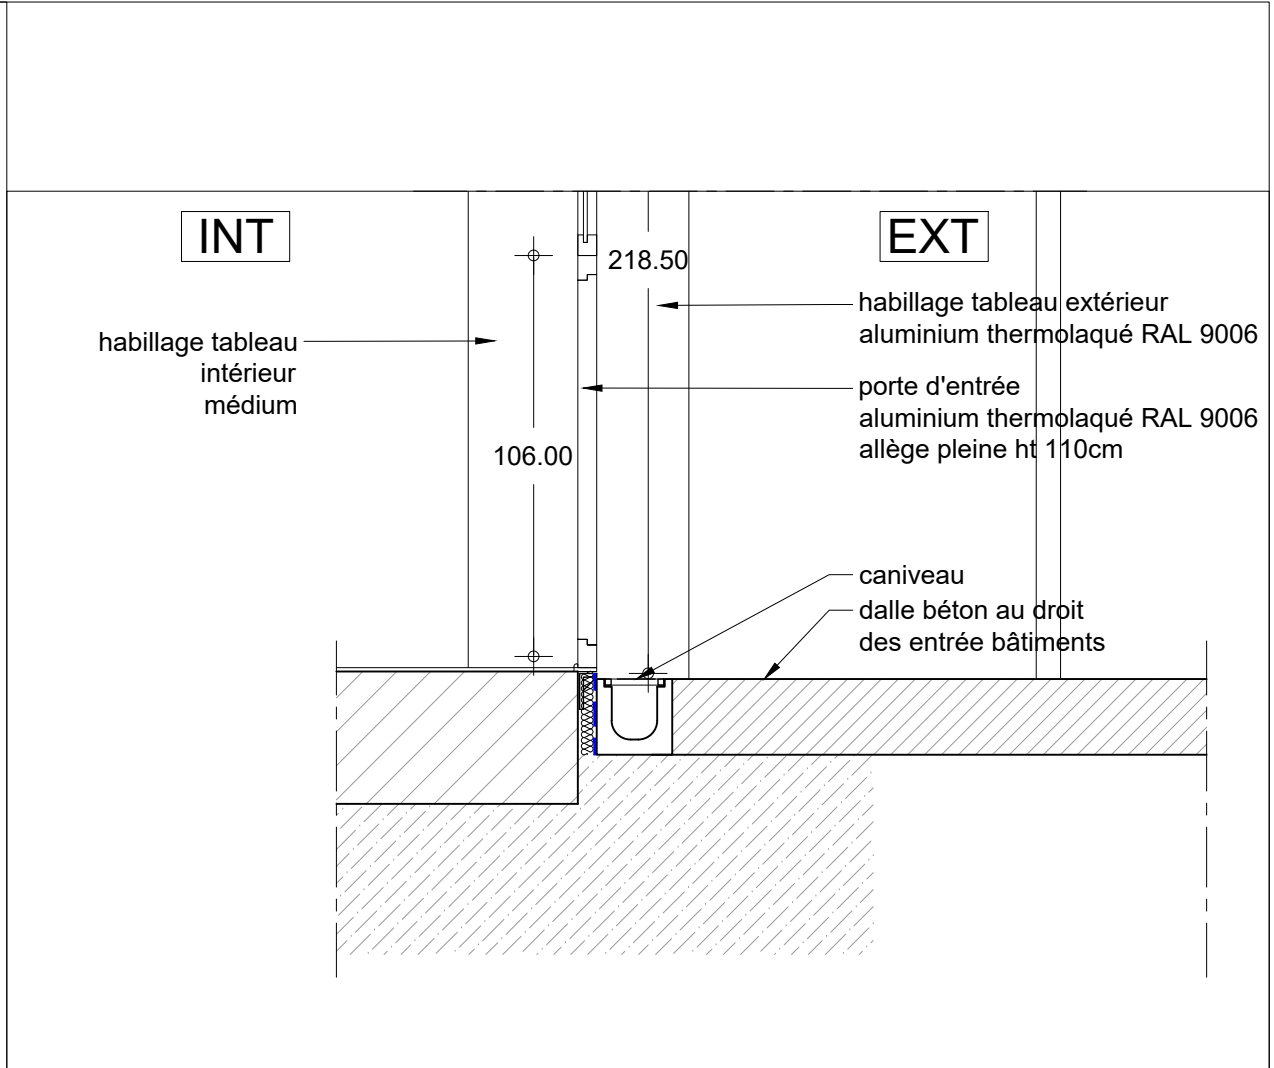 INT
EXT
218.50
habillage tableau extérieur
aluminium thermolaqué RAL 9006
habillage tableau
intérieur
médium
porte d'entrée
aluminium thermolaqué RAL 9006
allège pleine ht 110cm
106.00
caniveau
dalle béton au droit
des entrée bâtiments